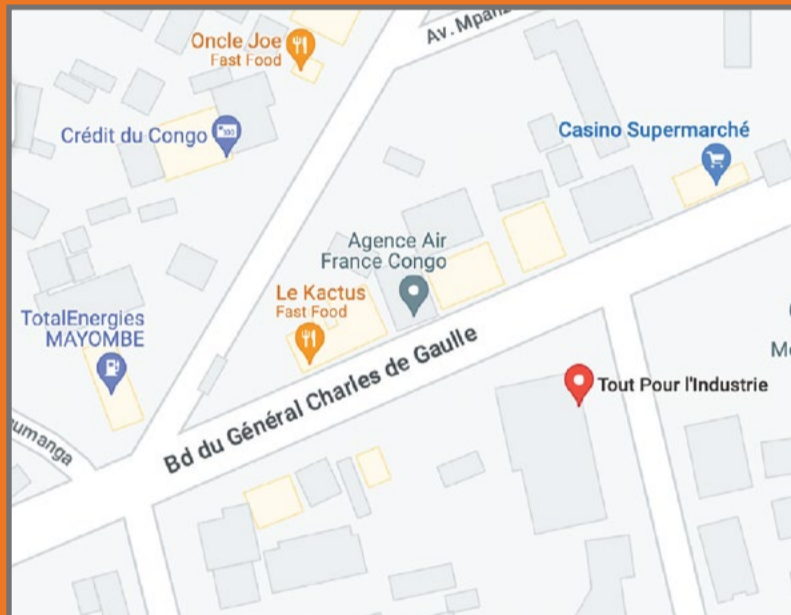 Oncle Joe
Fast Food
Av. Mpanz
Crédit du Congo
Casino Supermarché
Agence Air
France Congo
Le Kactus
Fast Food
TotalEnergies
MAYOMBE
Bd du Général Charles de Gaulle
Tout Pour l'Industrie
umanga